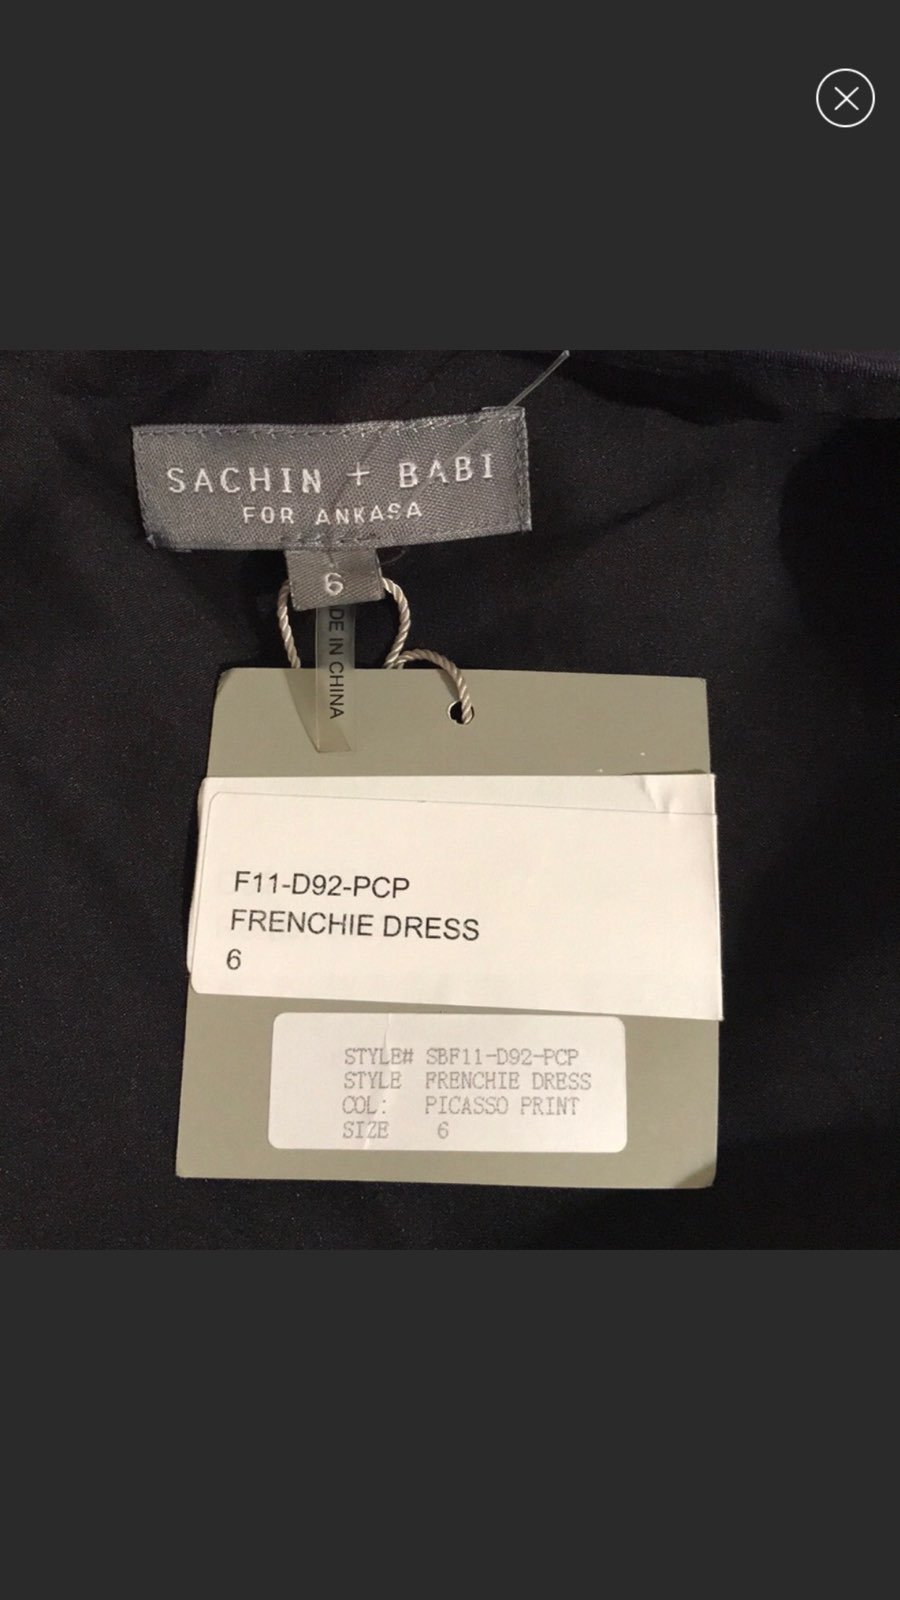 SACHIN + BABI
FOR ANKASA
6
DE IN CHINA
F11-D92-PCP
FRENCHIE DRESS
6
STYLE# SBF11-D92-PCP
STYLE FRENCHIE DRESS
COL: PICASSO PRINT
SIZE 6